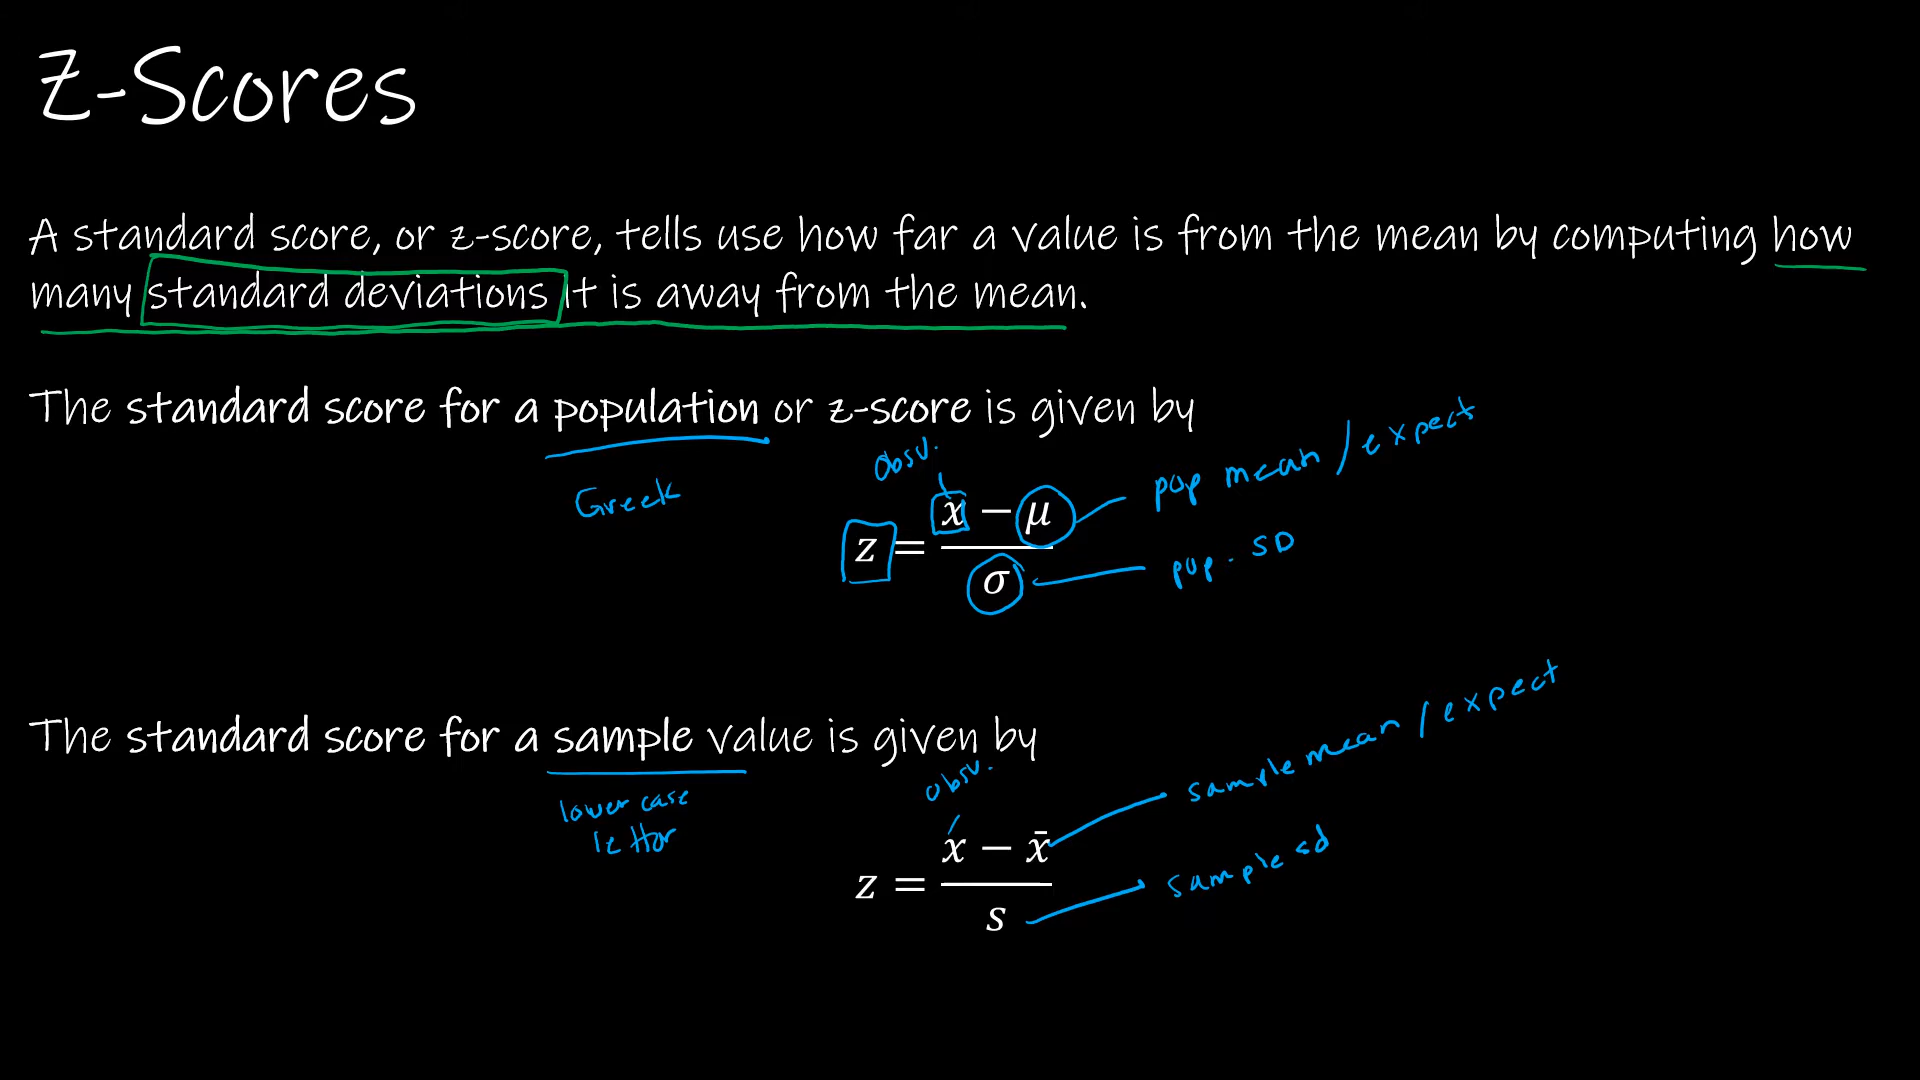 Z-Scores
A standard score, or z-score, tells use how far a value is from the mean by computing how
many standard deviations it is away from the mean.
The standard score for a population or z-score is given by
Greek
obsv.
pop mean / expect
z = (x − μ) / σ
pop. SD
The standard score for a sample value is given by
lower case
letter
obsv.
sample mean / expect
z = (x − x̄) / s
sample sd